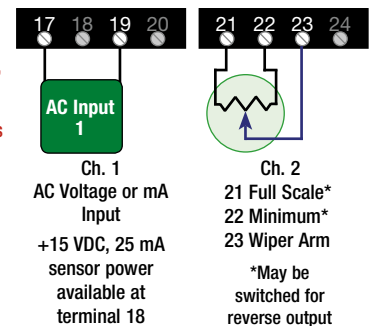 17 18 19 20
21 22 23 24
AC Input
1
Ch. 1
AC Voltage or mA
Input
+15 VDC, 25 mA
sensor power
available at
terminal 18
Ch. 2
21 Full Scale*
22 Minimum*
23 Wiper Arm
*May be
switched for
reverse output